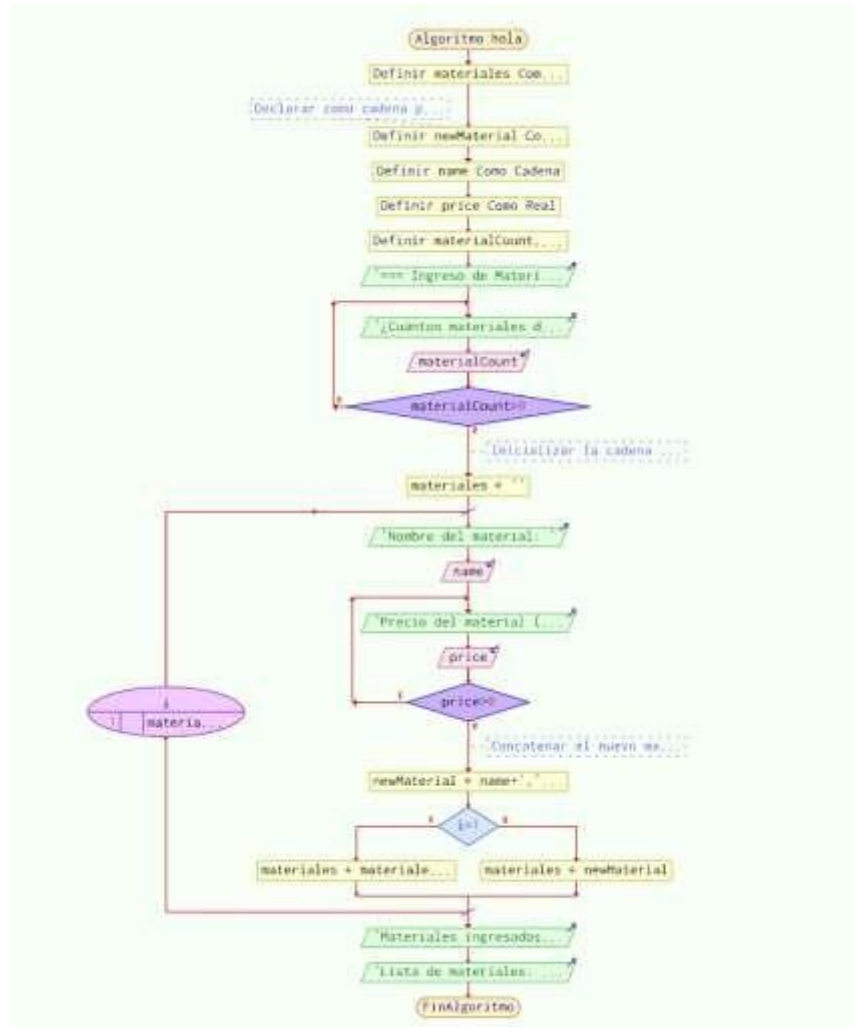 Algoritmo hola
Definir materiales Com...
Declarar como cadena p...
Definir newMaterial Co...
Definir name Como Cadena
Definir price Como Real
Definir materialCount,...
'=== Ingreso de Materi...
'¿Cuántos materiales d...
materialCount
materialCount>0
Inicializar la cadena ...
materiales ← ''
'Nombre del material: '
name
'Precio del material (...
price
price>0
i
1 materia...
Concatenar el nuevo ma...
newMaterial ← name+','...
materiales ← materiale...
materiales ← newMaterial
'Materiales ingresados...
'Lista de materiales: ...
FinAlgoritmo